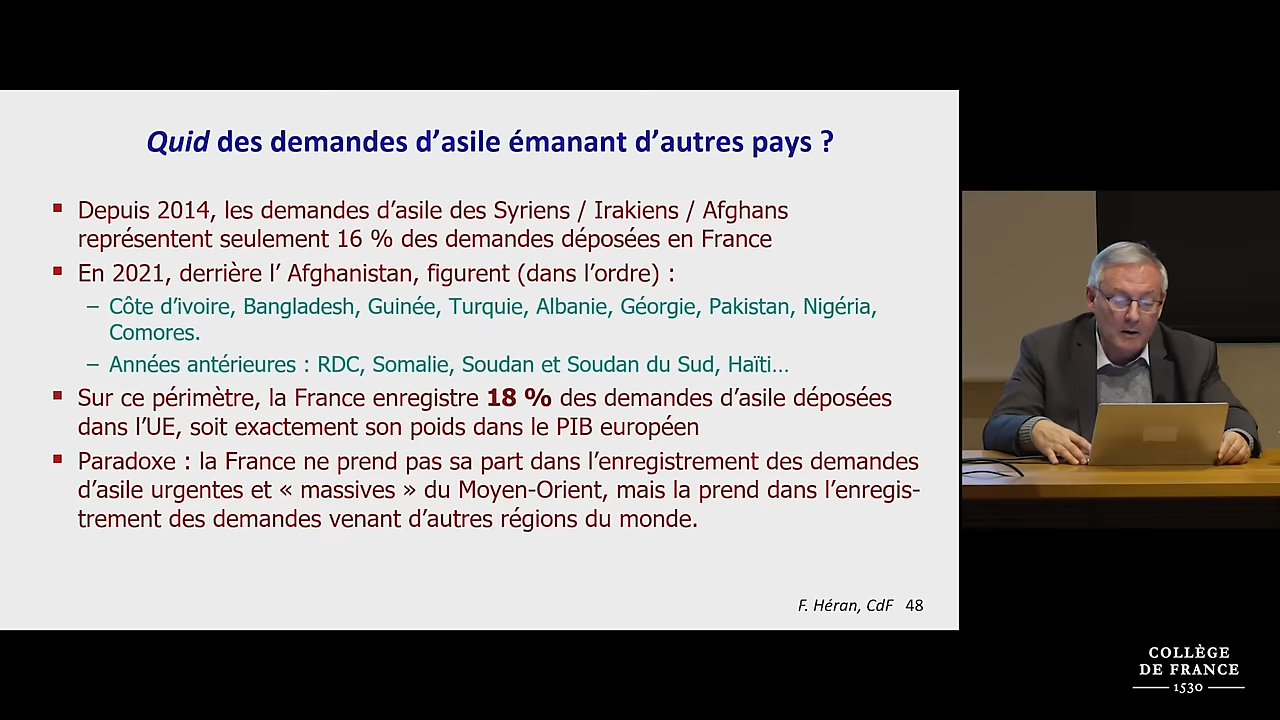 Quid des demandes d’asile émanant d’autres pays ?
▪ Depuis 2014, les demandes d’asile des Syriens / Irakiens / Afghans
représentent seulement 16 % des demandes déposées en France
▪ En 2021, derrière l’ Afghanistan, figurent (dans l’ordre) :
– Côte d’ivoire, Bangladesh, Guinée, Turquie, Albanie, Géorgie, Pakistan, Nigéria,
Comores.
– Années antérieures : RDC, Somalie, Soudan et Soudan du Sud, Haïti…
▪ Sur ce périmètre, la France enregistre 18 % des demandes d’asile déposées
dans l’UE, soit exactement son poids dans le PIB européen
▪ Paradoxe : la France ne prend pas sa part dans l’enregistrement des demandes
d’asile urgentes et « massives » du Moyen-Orient, mais la prend dans l’enregis-
trement des demandes venant d’autres régions du monde.
F. Héran, CdF 48
COLLÈGE
DE FRANCE
1530